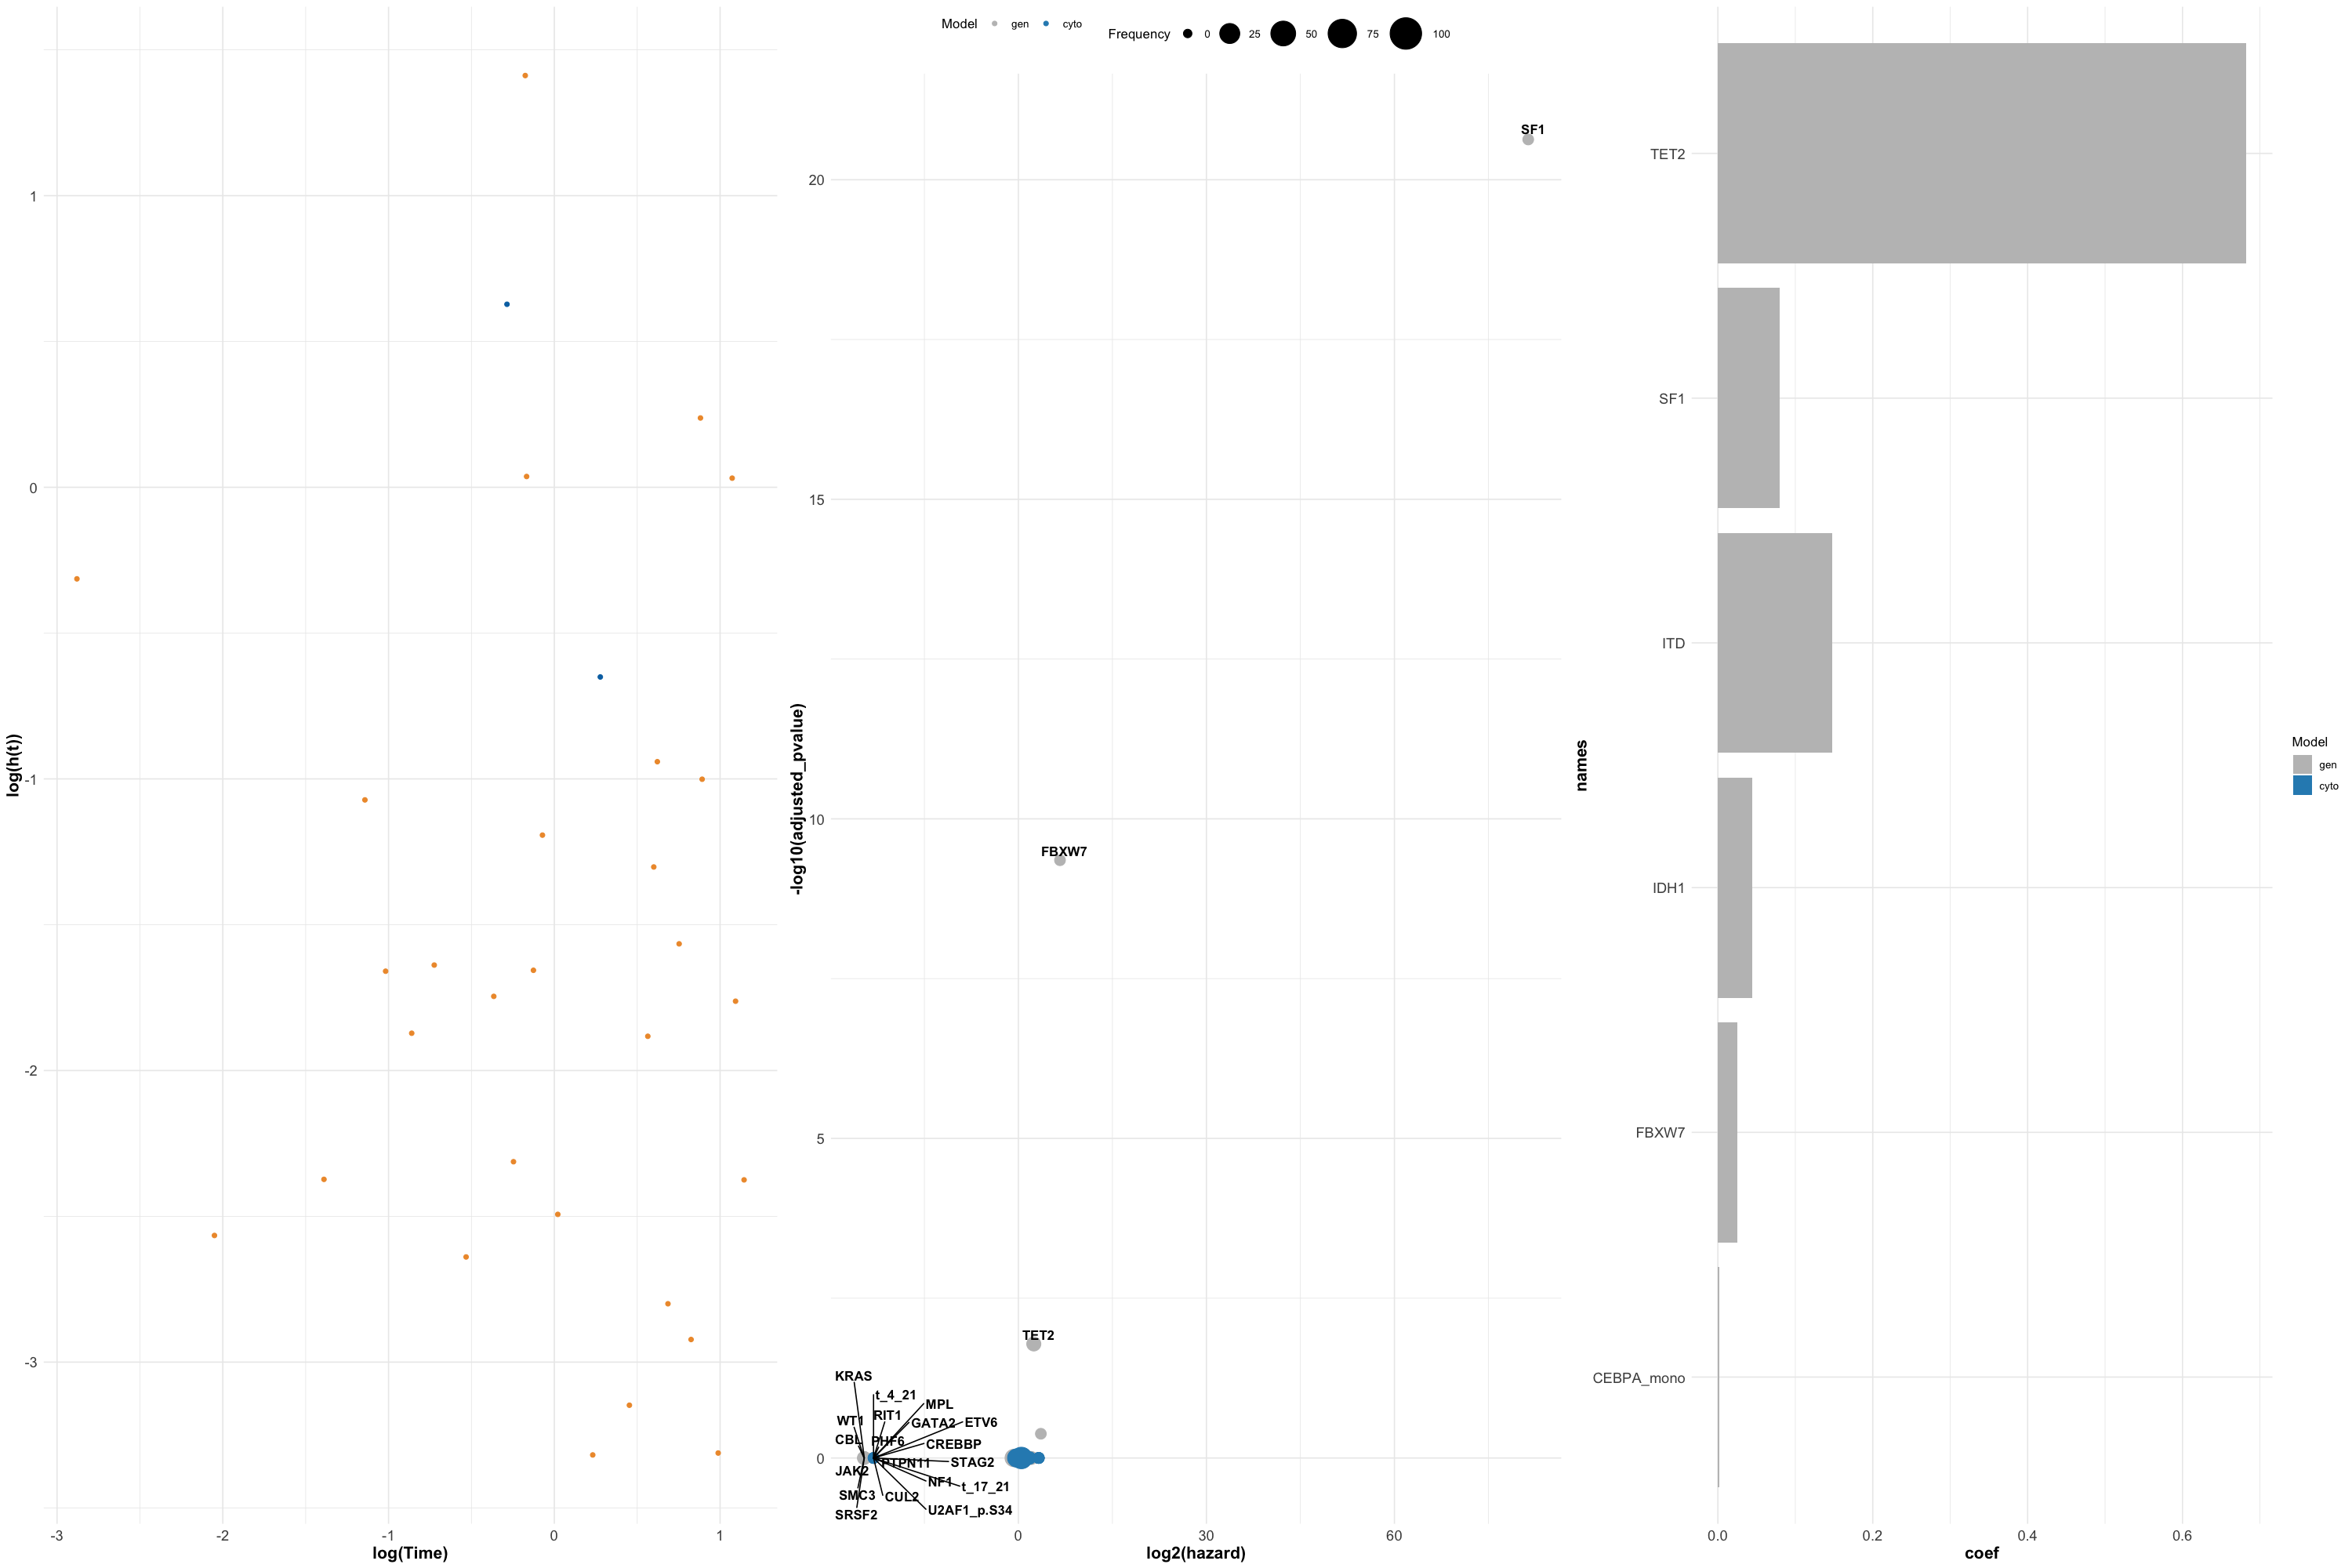 log(h(t))
1
0
-1
-2
-3
-3 -2 -1 0 1
log(Time)
Model gen cyto
Frequency 0 25 50 75 100
-log10(adjusted_pvalue)
20
15
10
5
0
SF1
FBXW7
TET2
KRAS
t_4_21
MPL
RIT1
WT1
GATA2
ETV6
CBL
PHF6
CREBBP
PTPN11
STAG2
JAK2
NF1
t_17_21
SMC3
CUL2
SRSF2
U2AF1_p.S34
0 30 60
log2(hazard)
names
TET2
SF1
ITD
IDH1
FBXW7
CEBPA_mono
0.0 0.2 0.4 0.6
coef
Model
gen
cyto